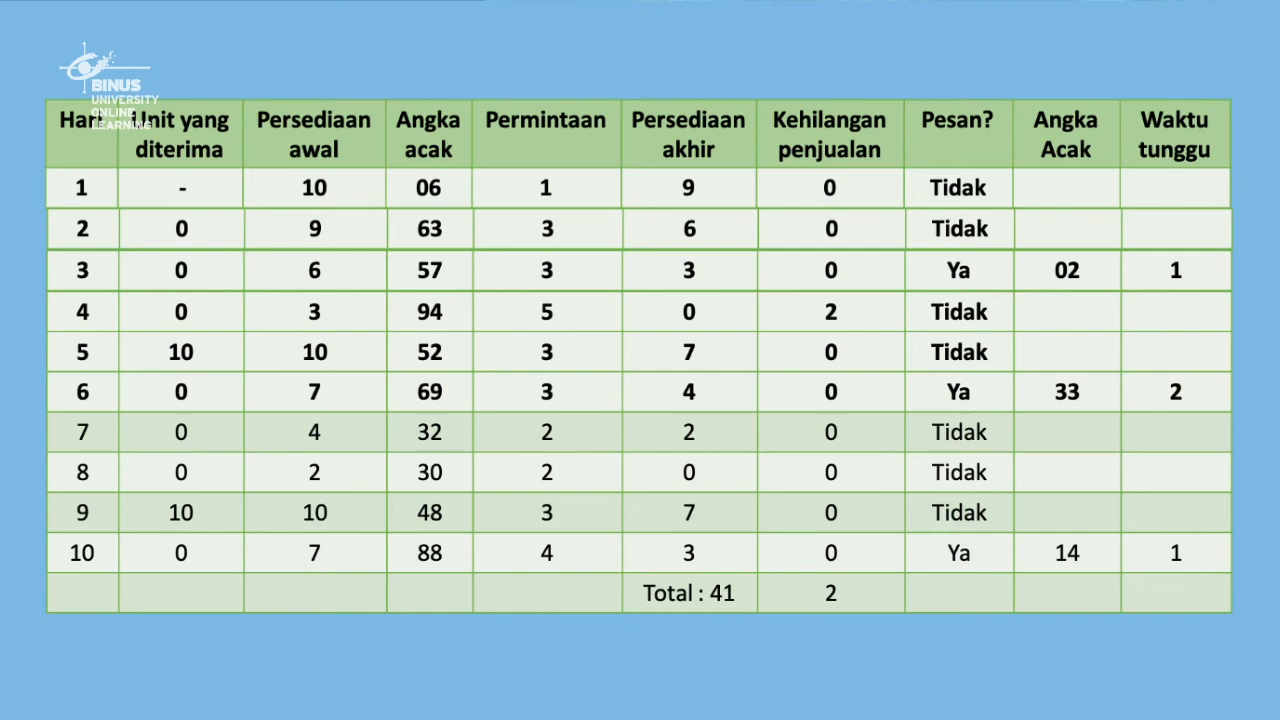 BINUS
UNIVERSITY
ONLINE
LEARNING
Hari Unit yang diterima Persediaan awal Angka acak Permintaan Persediaan akhir Kehilangan penjualan Pesan? Angka Acak Waktu tunggu
1 - 10 06 1 9 0 Tidak
2 0 9 63 3 6 0 Tidak
3 0 6 57 3 3 0 Ya 02 1
4 0 3 94 5 0 2 Tidak
5 10 10 52 3 7 0 Tidak
6 0 7 69 3 4 0 Ya 33 2
7 0 4 32 2 2 0 Tidak
8 0 2 30 2 0 0 Tidak
9 10 10 48 3 7 0 Tidak
10 0 7 88 4 3 0 Ya 14 1
Total : 41 2